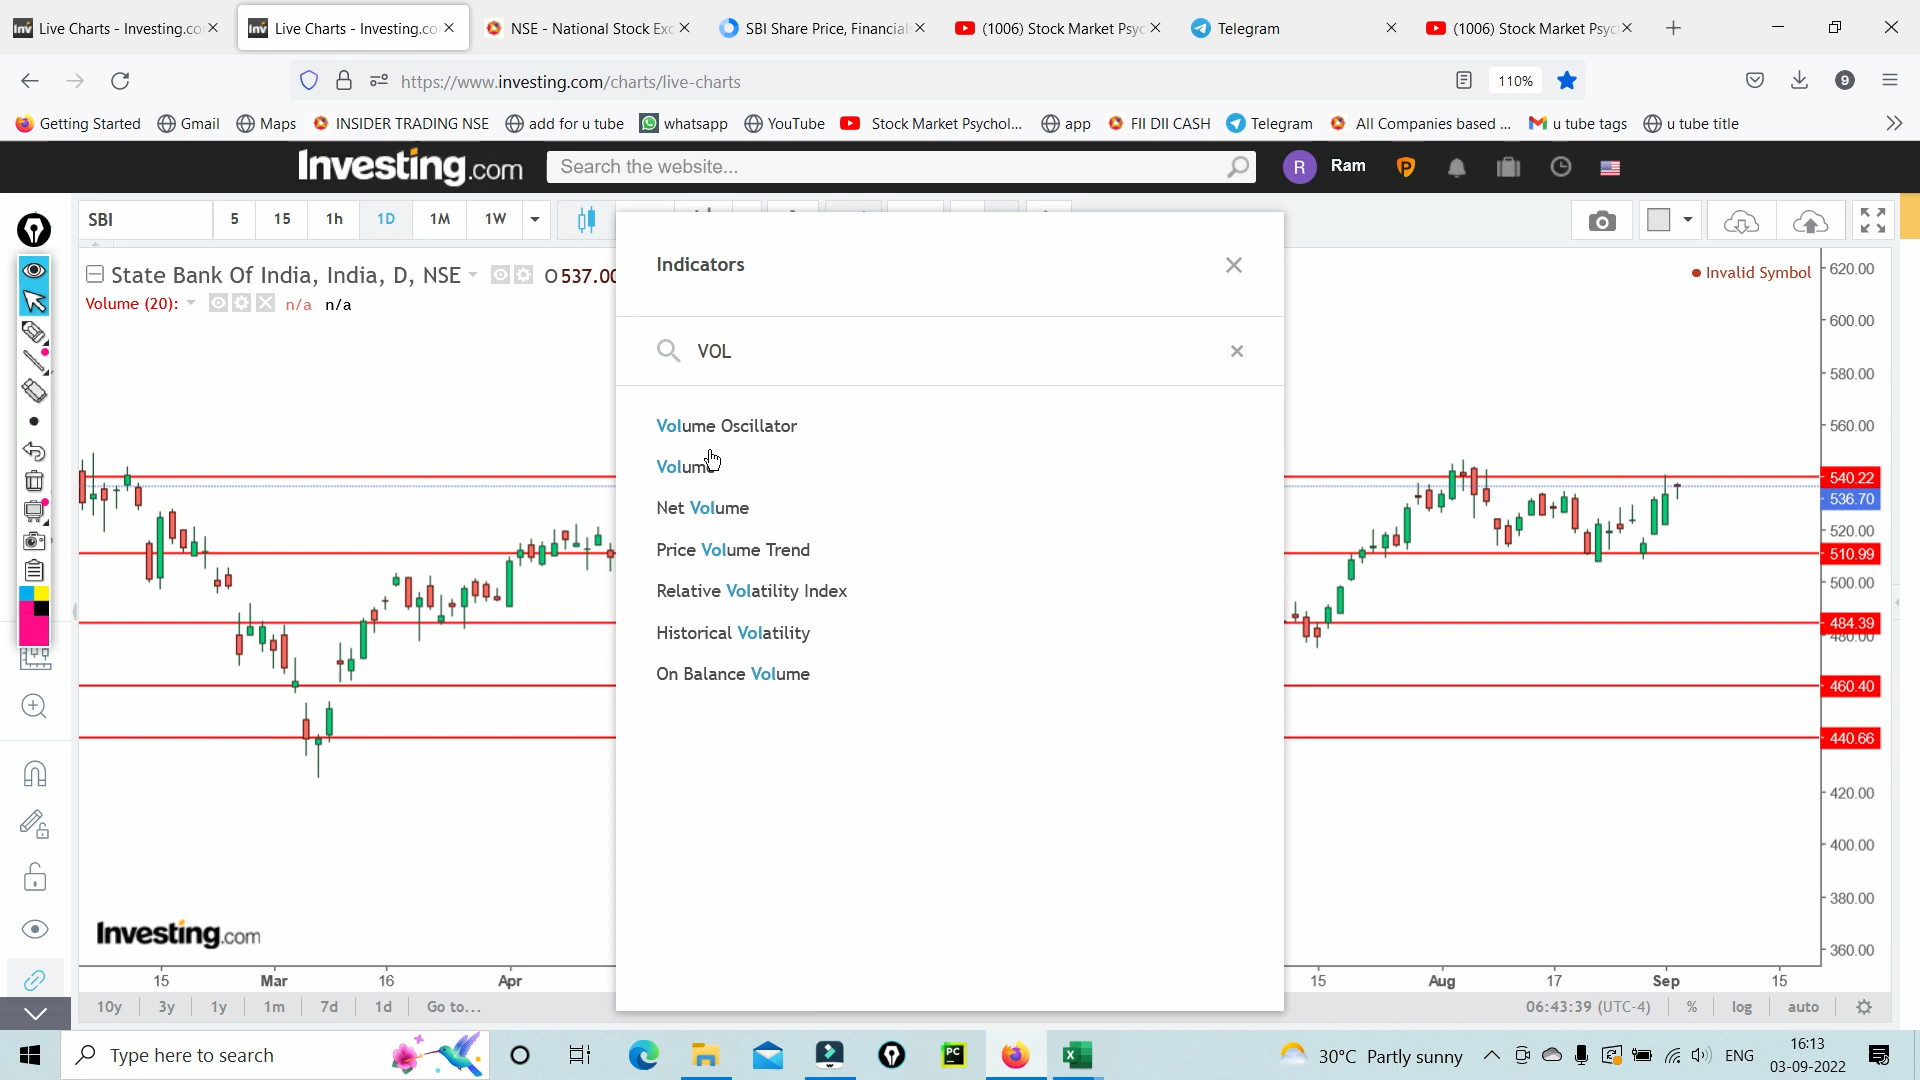 Live Charts - Investing.co
Live Charts - Investing.co
NSE - National Stock Exc
SBI Share Price, Financial
(1006) Stock Market Psyc
Telegram
(1006) Stock Market Psyc
https://www.investing.com/charts/live-charts
110%
9
Getting Started
Gmail
Maps
INSIDER TRADING NSE
add for u tube
whatsapp
YouTube
Stock Market Psychol...
app
FII DII CASH
Telegram
All Companies based ...
u tube tags
u tube title
Investing.com
Search the website...
R
Ram
SBI
5
15
1h
1D
1M
1W
State Bank Of India, India, D, NSE
O 537.00
Invalid Symbol
Volume (20):
n/a n/a
Indicators
VOL
Volume Oscillator
Volume
Net Volume
Price Volume Trend
Relative Volatility Index
Historical Volatility
On Balance Volume
620.00
600.00
580.00
560.00
540.22
536.70
520.00
510.99
500.00
484.39
480.00
460.40
440.66
420.00
400.00
380.00
360.00
Investing.com
15
Mar
16
Apr
15
Aug
17
Sep
15
10y
3y
1y
1m
7d
1d
Go to...
06:43:39 (UTC-4)
%
log
auto
Type here to search
PC
30°C Partly sunny
ENG
16:13
03-09-2022